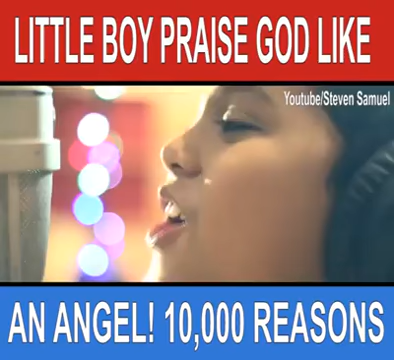 LITTLE BOY PRAISE GOD LIKE
Youtube/Steven Samuel
AN ANGEL! 10,000 REASONS